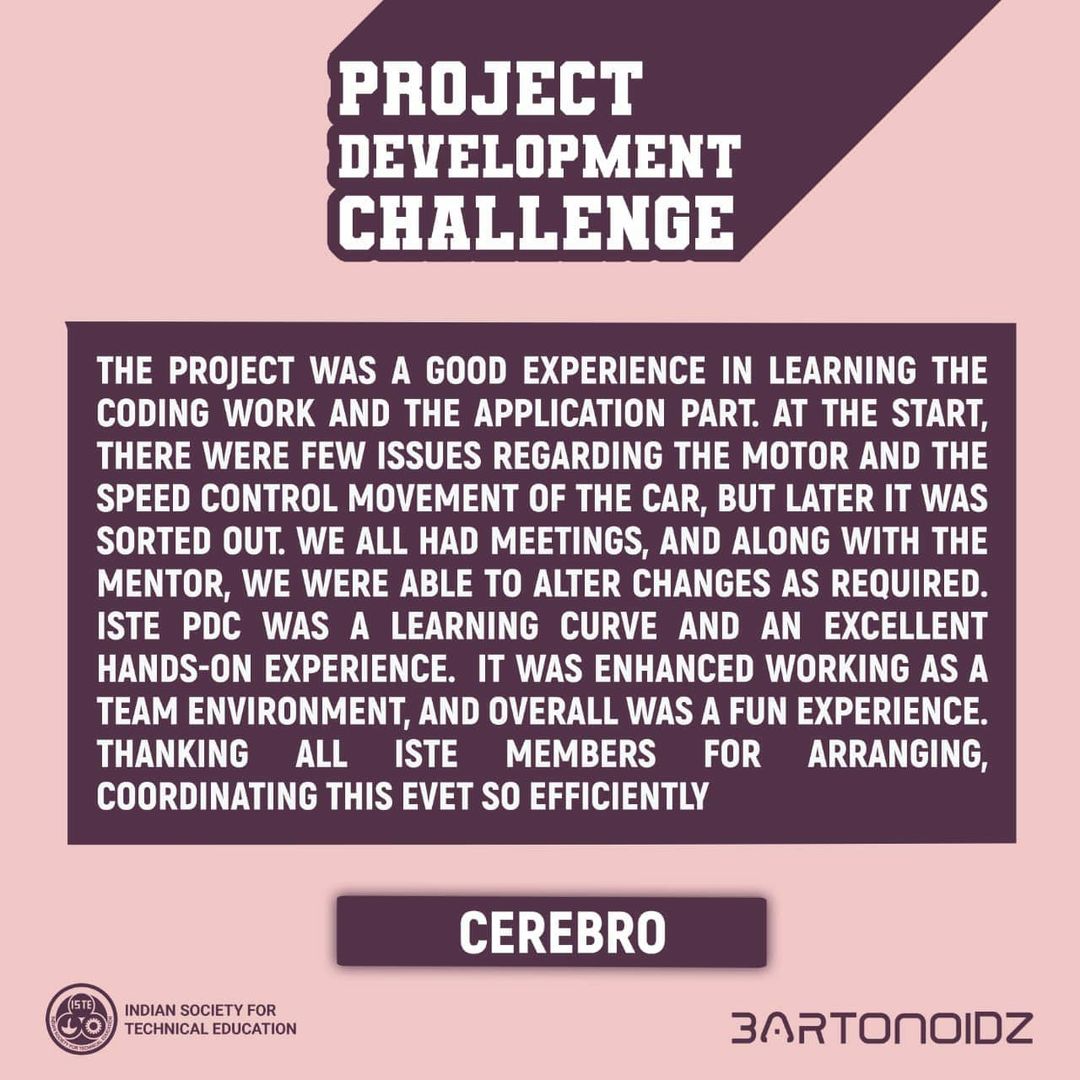 PROJECT
DEVELOPMENT
CHALLENGE
THE PROJECT WAS A GOOD EXPERIENCE IN LEARNING THE
CODING WORK AND THE APPLICATION PART. AT THE START,
THERE WERE FEW ISSUES REGARDING THE MOTOR AND THE
SPEED CONTROL MOVEMENT OF THE CAR, BUT LATER IT WAS
SORTED OUT. WE ALL HAD MEETINGS, AND ALONG WITH THE
MENTOR, WE WERE ABLE TO ALTER CHANGES AS REQUIRED.
ISTE PDC WAS A LEARNING CURVE AND AN EXCELLENT
HANDS-ON EXPERIENCE. IT WAS ENHANCED WORKING AS A
TEAM ENVIRONMENT, AND OVERALL WAS A FUN EXPERIENCE.
THANKING ALL ISTE MEMBERS FOR ARRANGING,
COORDINATING THIS EVET SO EFFICIENTLY
CEREBRO
ISTE
INDIAN SOCIETY FOR
TECHNICAL EDUCATION
BARTONOIDZ